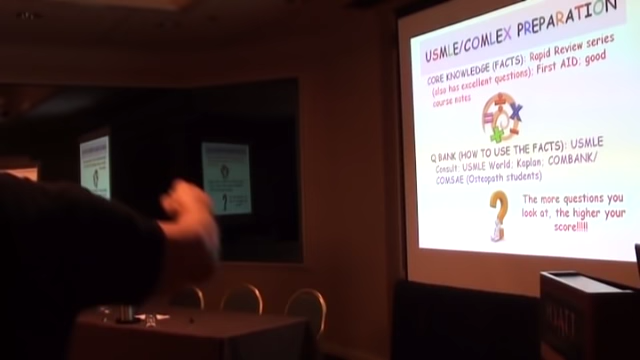 USMLE/COMLEX PREPARATION
CORE KNOWLEDGE (FACTS): Rapid Review series
(also has excellent questions); First AID; good
course notes
Q BANK (HOW TO USE THE FACTS): USMLE
Consult; USMLE World; Kaplan; COMBANK/
COMSAE (Osteopath students)
The more questions you
look at, the higher your
score!!!!!